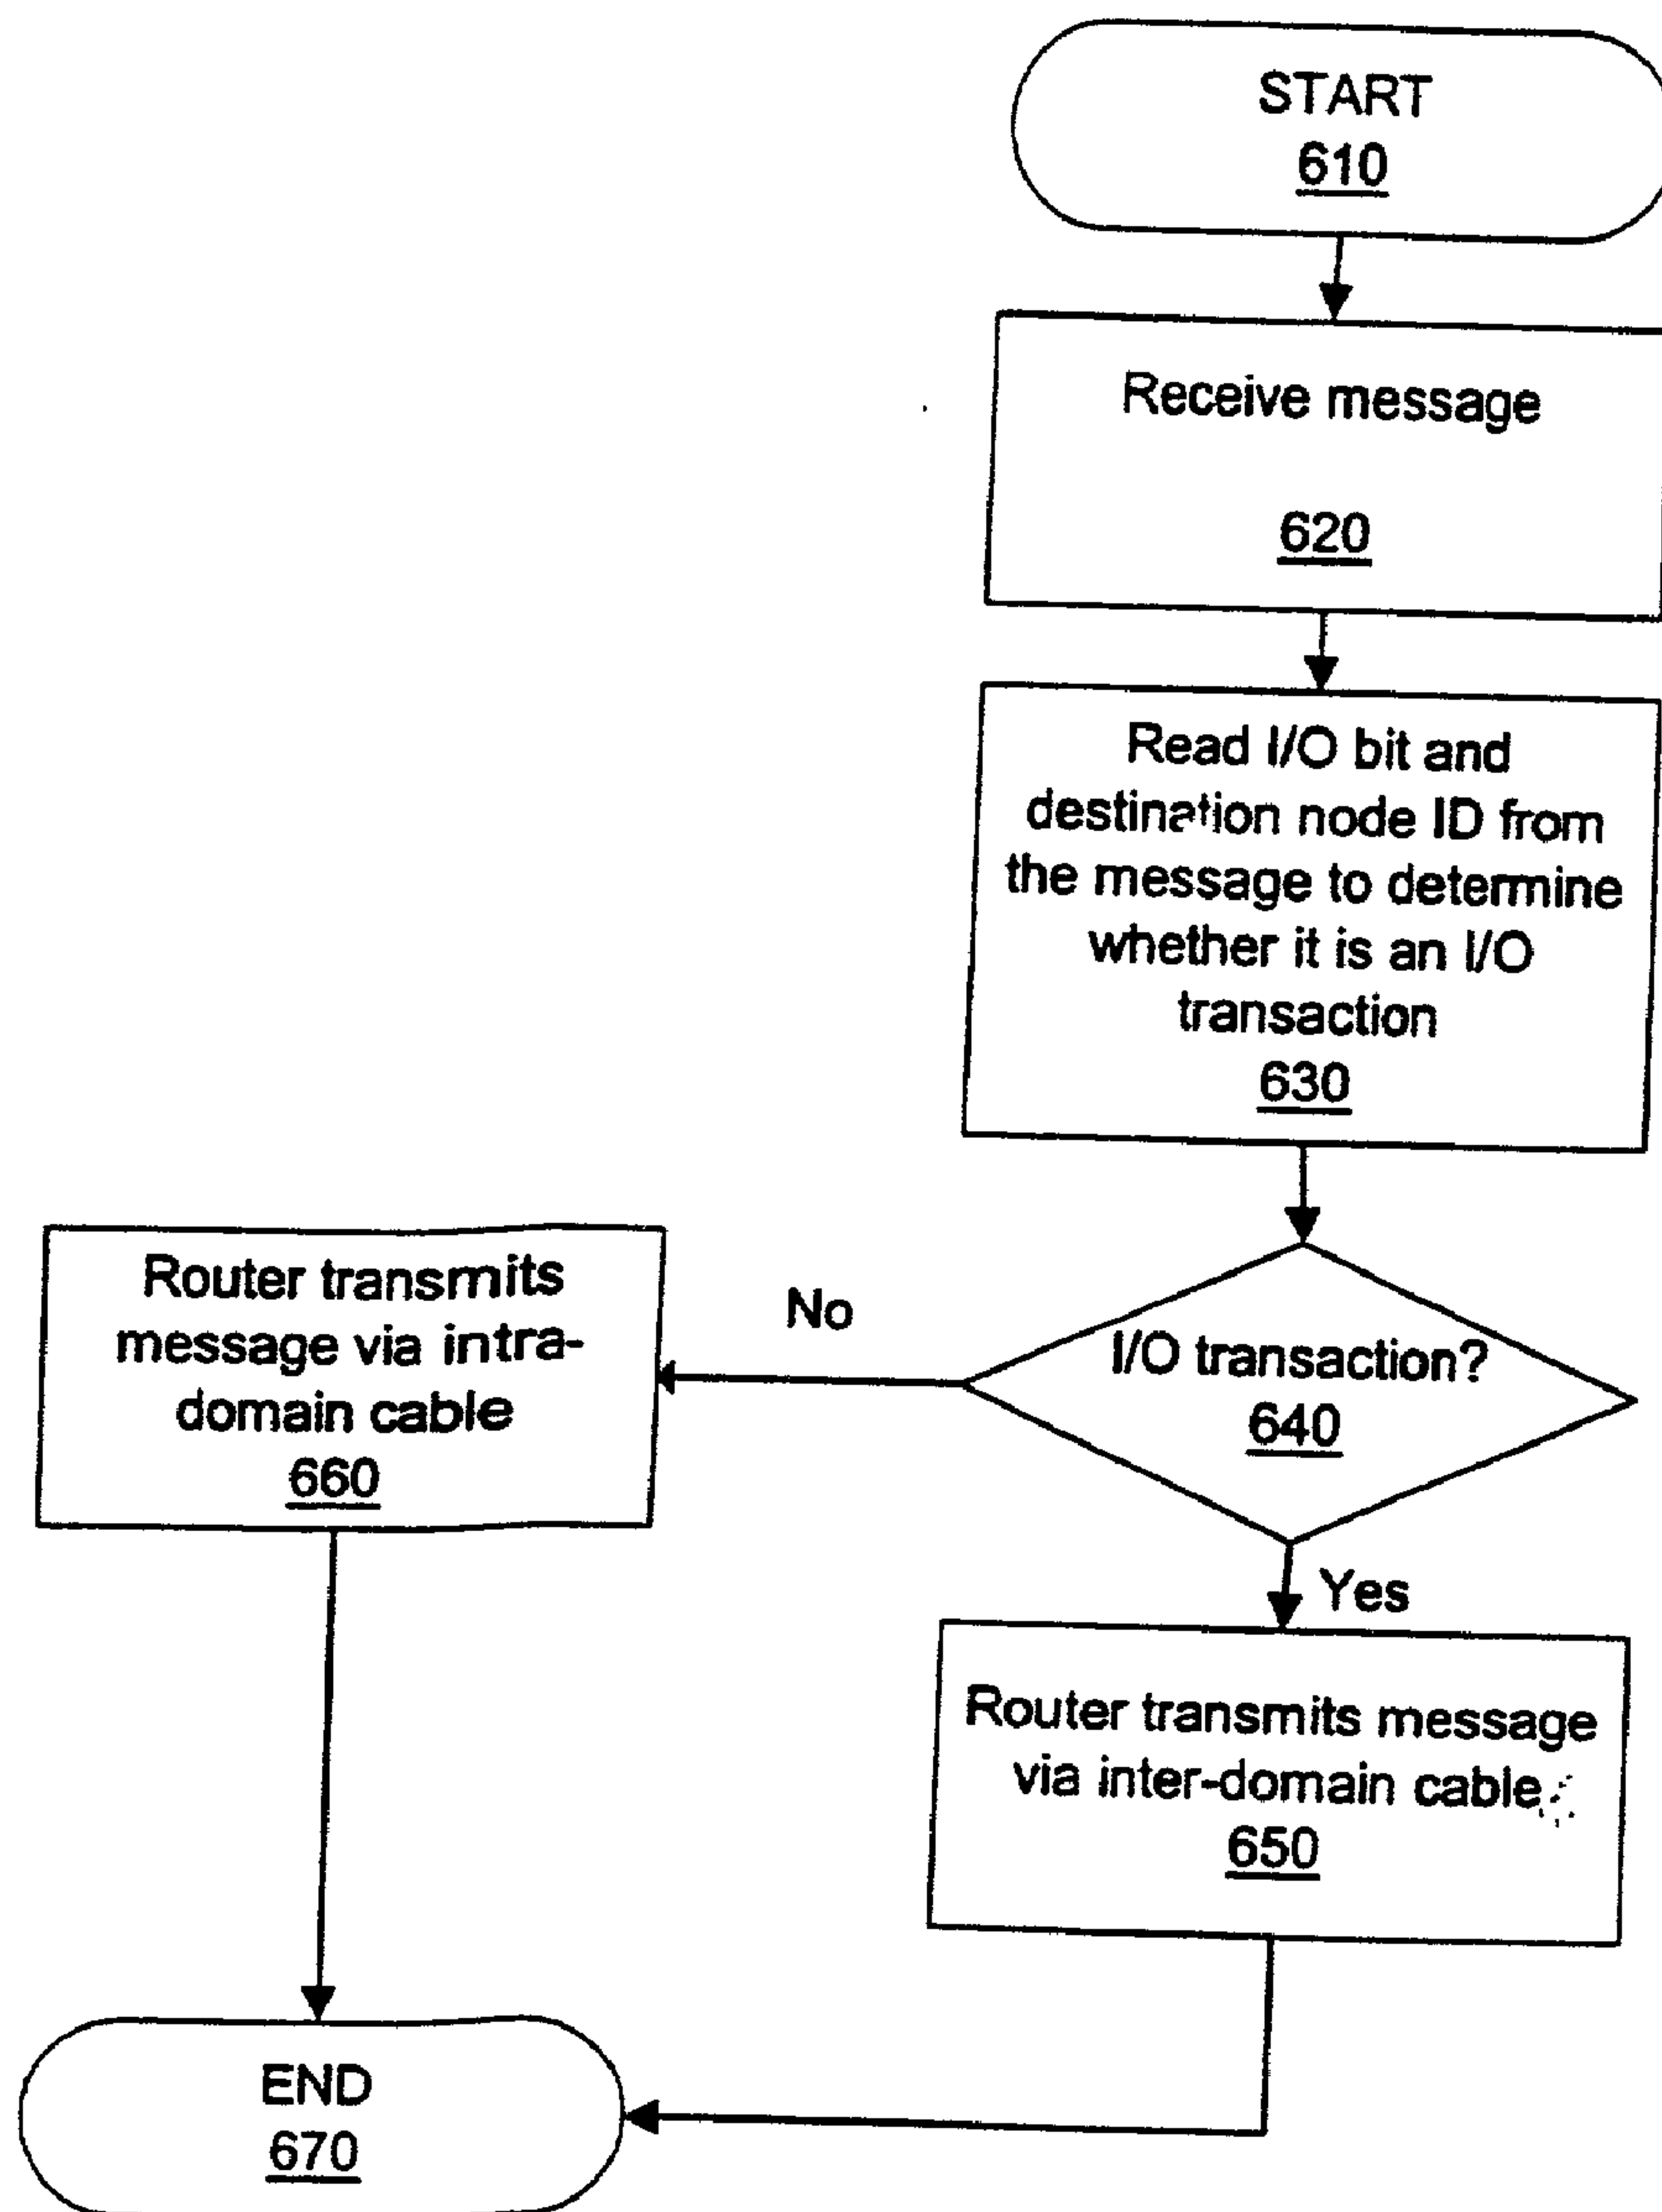 START
610
Receive message
620
Read I/O bit and
destination node ID from
the message to determine
whether it is an I/O
transaction
630
I/O transaction?
640
No
Router transmits
message via intra-
domain cable
660
Yes
Router transmits message
via inter-domain cable
650
END
670